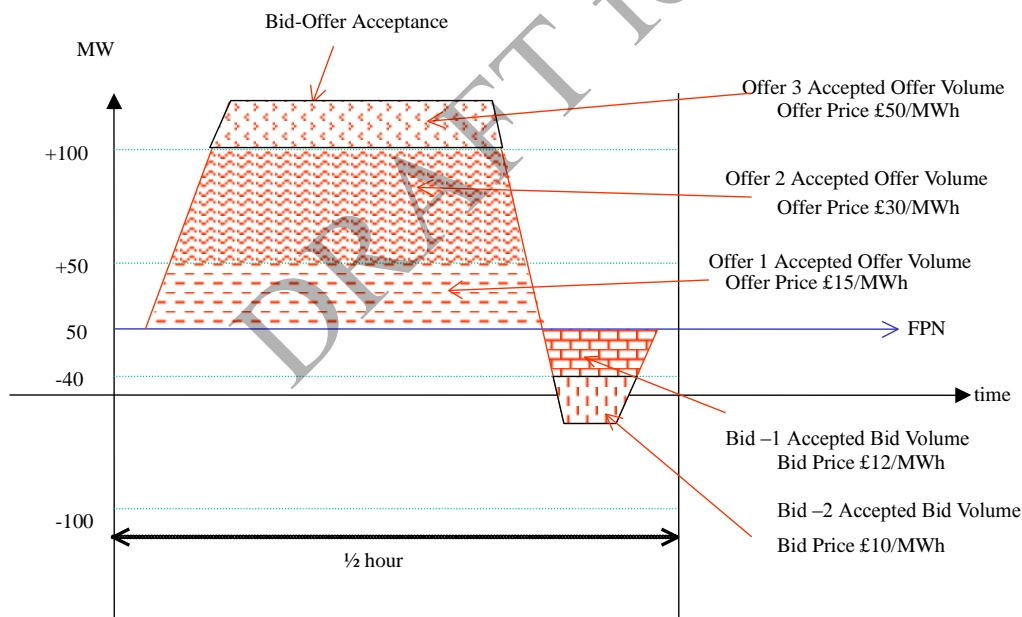 Bid-Offer Acceptance
MW
Offer 3 Accepted Offer Volume
Offer Price £50/MWh
+100
Offer 2 Accepted Offer Volume
Offer Price £30/MWh
+50
Offer 1 Accepted Offer Volume
Offer Price £15/MWh
50
FPN
-40
time
Bid –1 Accepted Bid Volume
Bid Price £12/MWh
-100
Bid –2 Accepted Bid Volume
Bid Price £10/MWh
½ hour
DRAFT